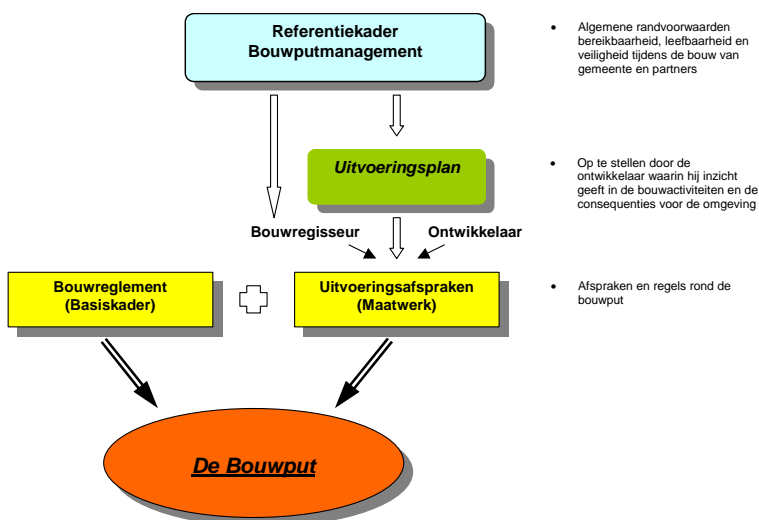 Referentiekader
Bouwputmanagement
• Algemene randvoorwaarden
bereikbaarheid, leefbaarheid en
veiligheid tijdens de bouw van
gemeente en partners
Uitvoeringsplan
• Op te stellen door de
ontwikkelaar waarin hij inzicht
geeft in de bouwactiviteiten en de
consequenties voor de omgeving
Bouwregisseur
Ontwikkelaar
Bouwreglement
(Basiskader)
Uitvoeringsafspraken
(Maatwerk)
• Afspraken en regels rond de
bouwput
De Bouwput